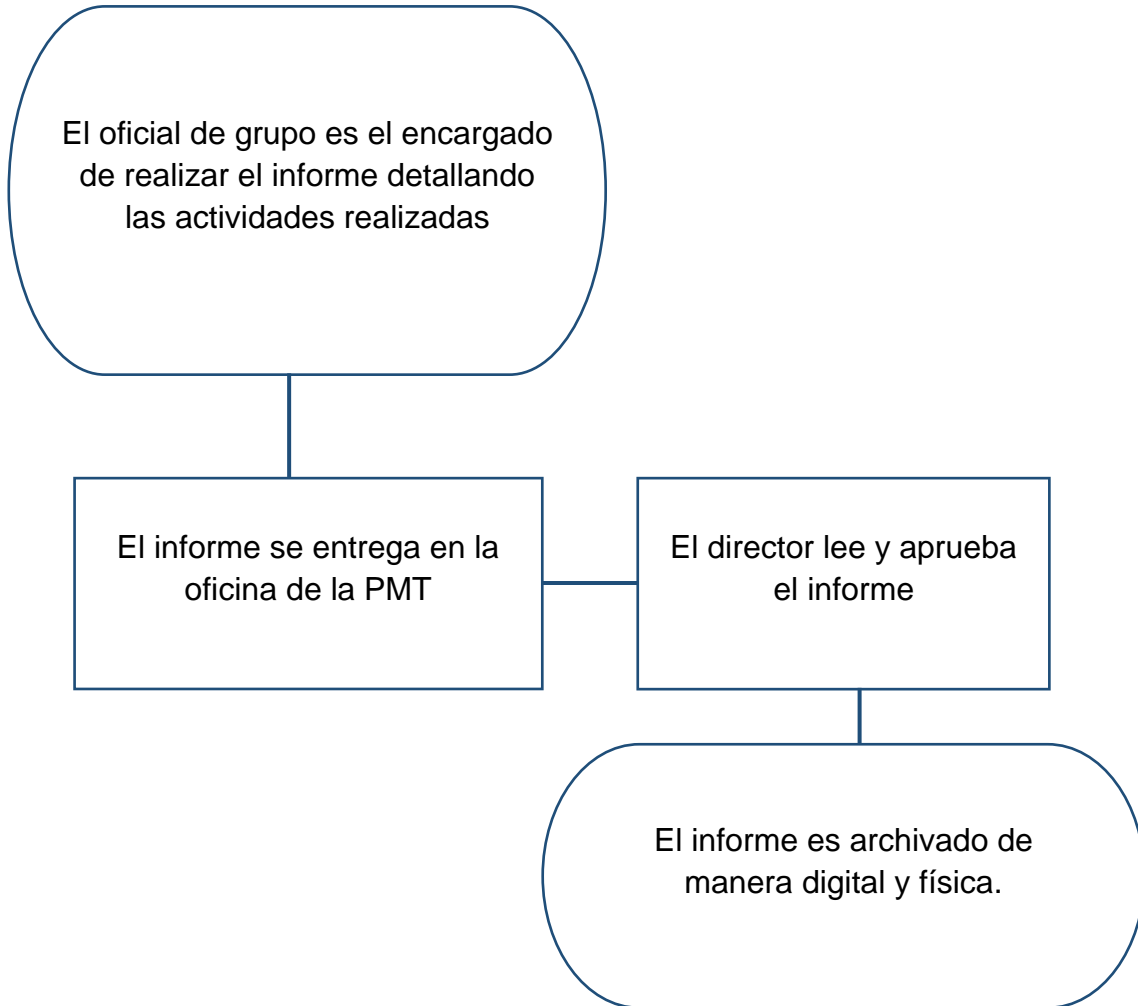 El oficial de grupo es el encargado
de realizar el informe detallando
las actividades realizadas
El informe se entrega en la
oficina de la PMT
El director lee y aprueba
el informe
El informe es archivado de
manera digital y física.